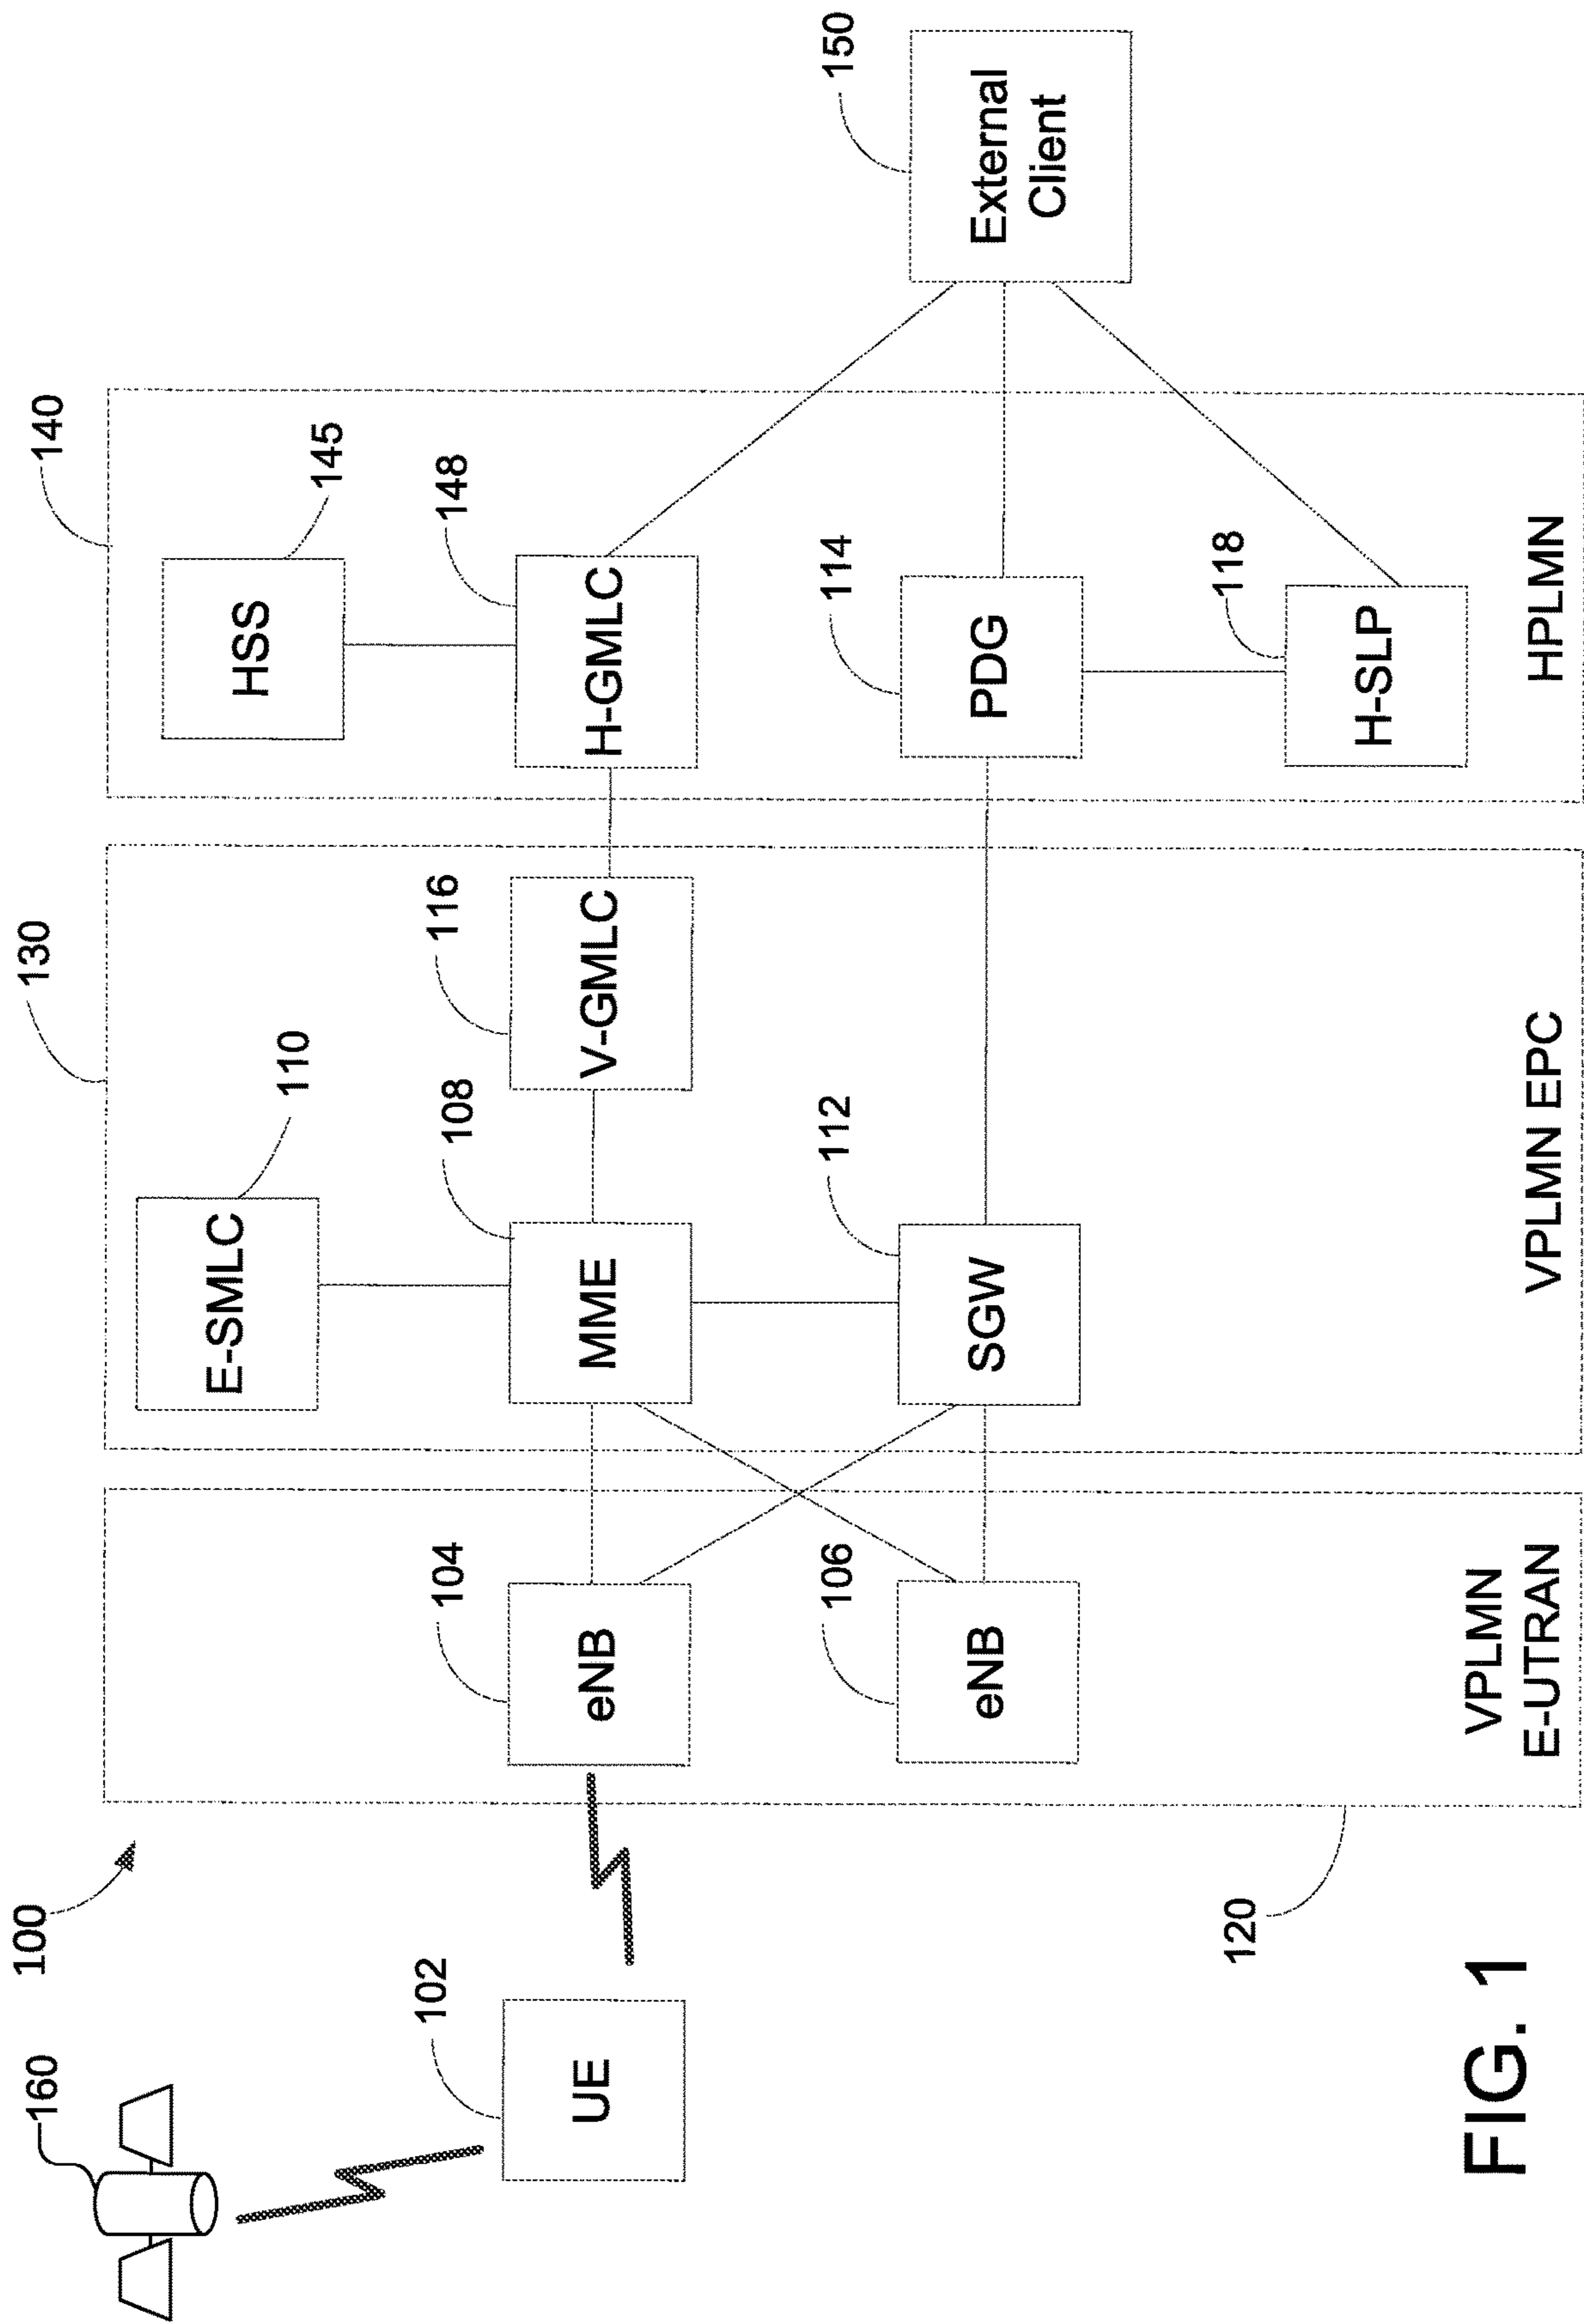 100
160
102
UE
104
eNB
106
eNB
120
VPLMN
E-UTRAN
130
110
E-SMLC
108
MME
116
V-GMLC
112
SGW
VPLMN EPC
140
145
HSS
148
H-GMLC
114
PDG
118
H-SLP
HPLMN
150
External
Client
FIG. 1